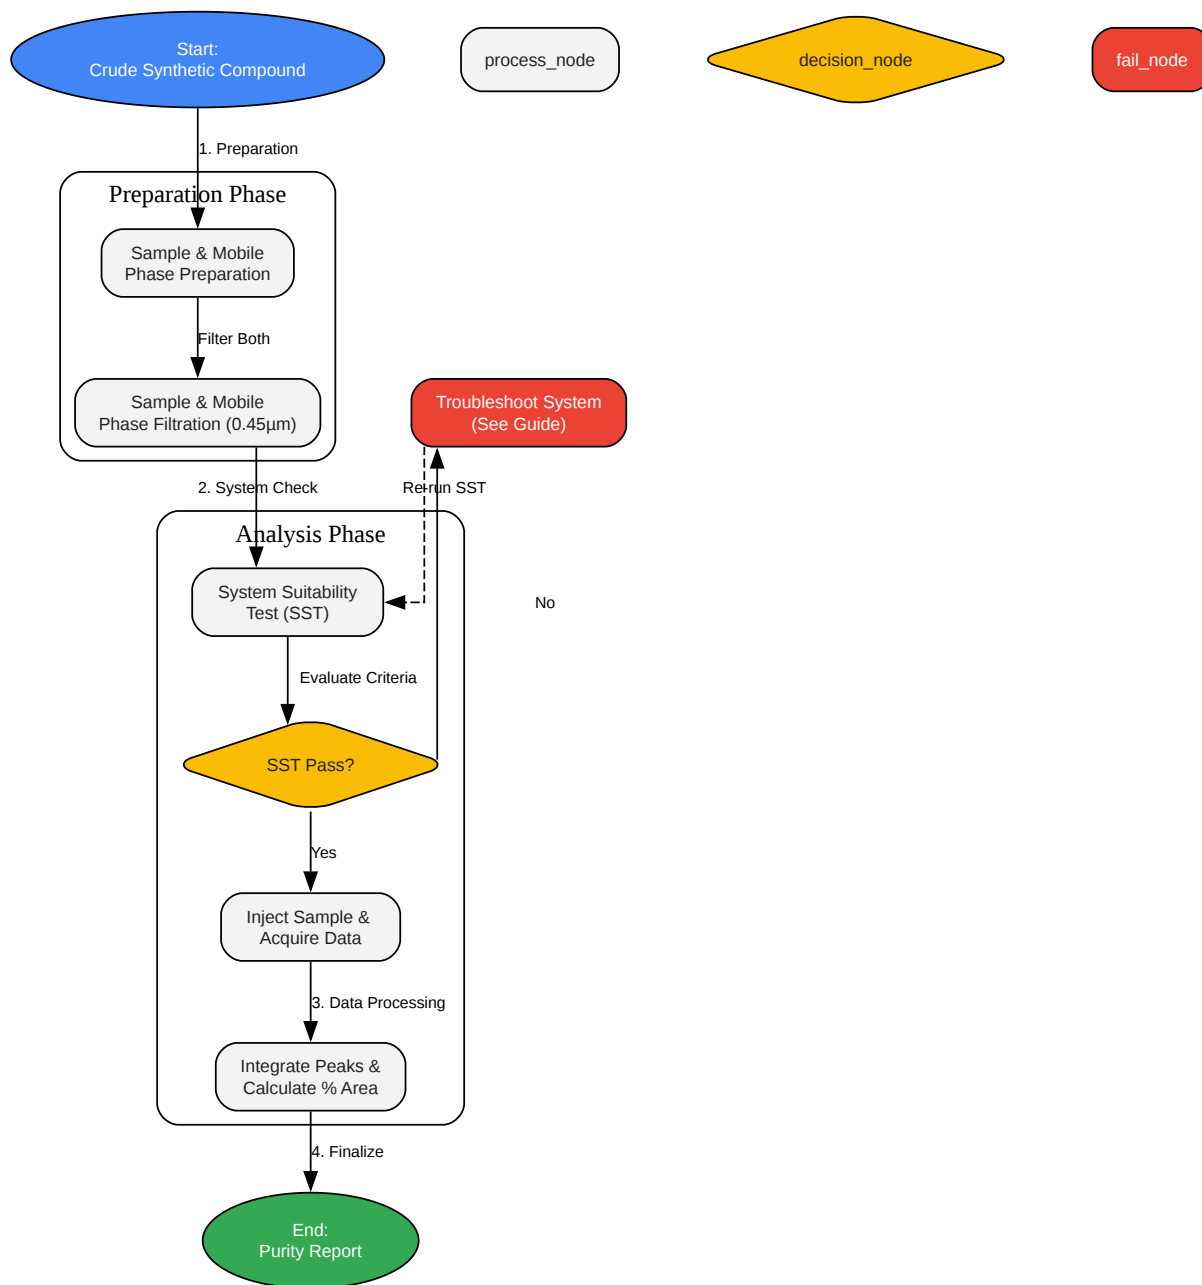 Start:
Crude Synthetic Compound
process_node
decision_node
fail_node
1. Preparation
Preparation Phase
Sample & Mobile
Phase Preparation
Filter Both
Sample & Mobile
Phase Filtration (0.45µm)
Troubleshoot System
(See Guide)
2. System Check
Re-run SST
Analysis Phase
System Suitability
Test (SST)
No
Evaluate Criteria
SST Pass?
Yes
Inject Sample &
Acquire Data
3. Data Processing
Integrate Peaks &
Calculate % Area
4. Finalize
End:
Purity Report